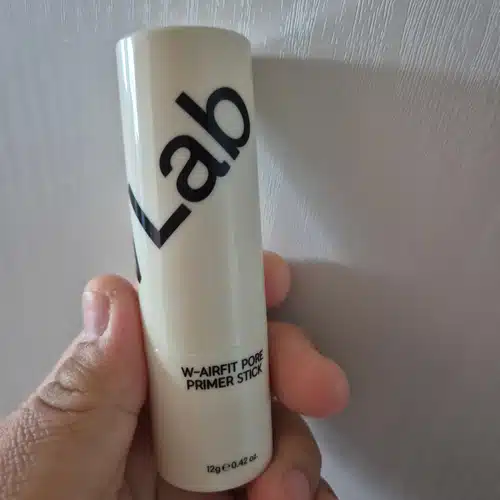 Lab
W-AIRFIT PORE
PRIMER STICK
12g ℮ 0.42 oz.